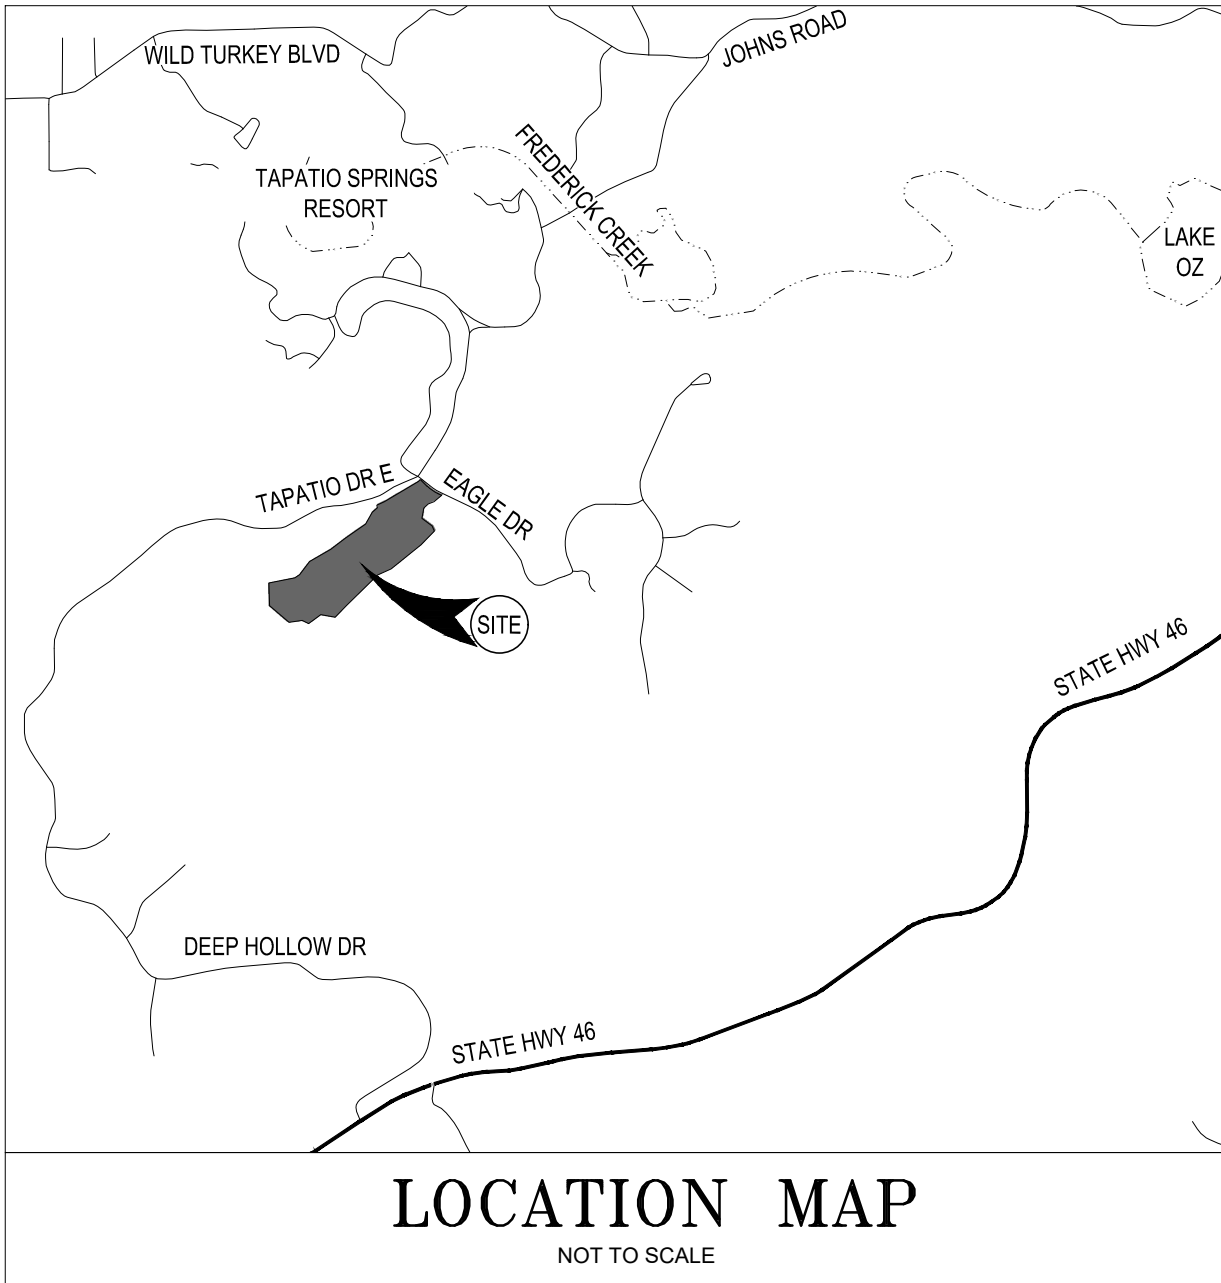 JOHNS ROAD
WILD TURKEY BLVD
FREDERICK CREEK
TAPATIO SPRINGS
RESORT
LAKE
OZ
TAPATIO DR E
EAGLE DR
SITE
STATE HWY 46
DEEP HOLLOW DR
STATE HWY 46
LOCATION MAP
NOT TO SCALE